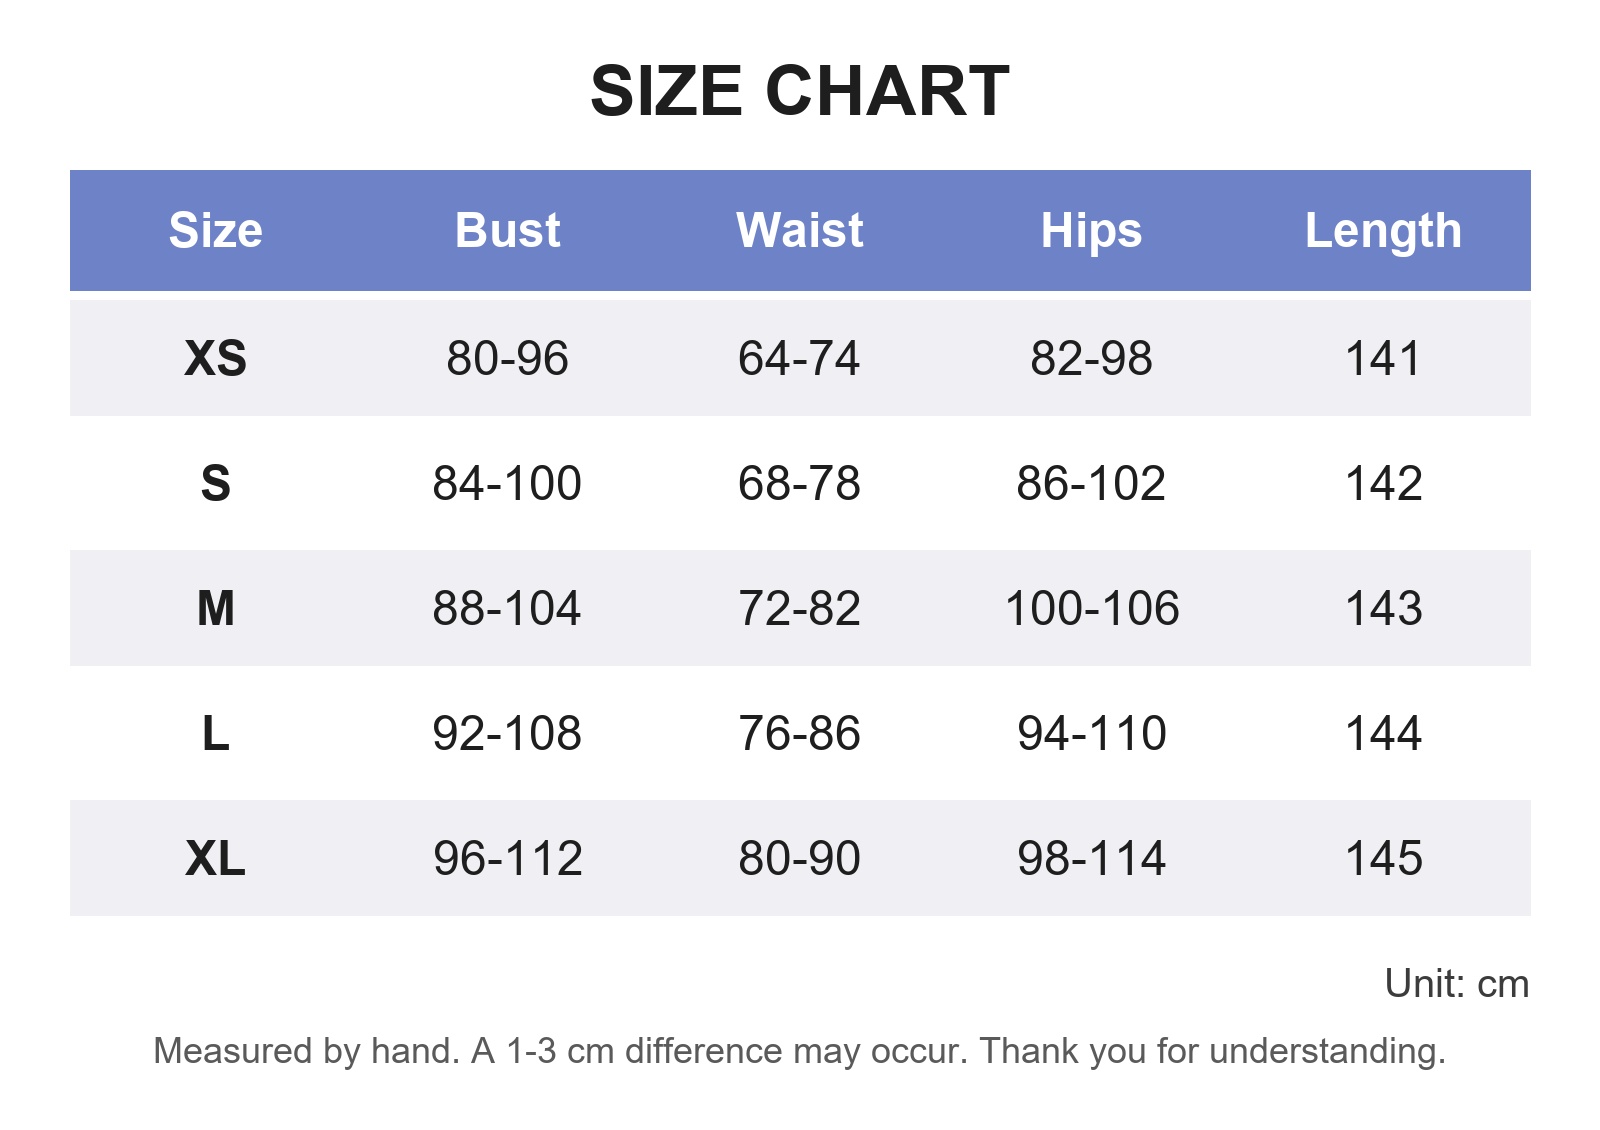 SIZE CHART
Size Bust Waist Hips Length
XS 80-96 64-74 82-98 141
S 84-100 68-78 86-102 142
M 88-104 72-82 100-106 143
L 92-108 76-86 94-110 144
XL 96-112 80-90 98-114 145
Unit: cm
Measured by hand. A 1-3 cm difference may occur. Thank you for understanding.